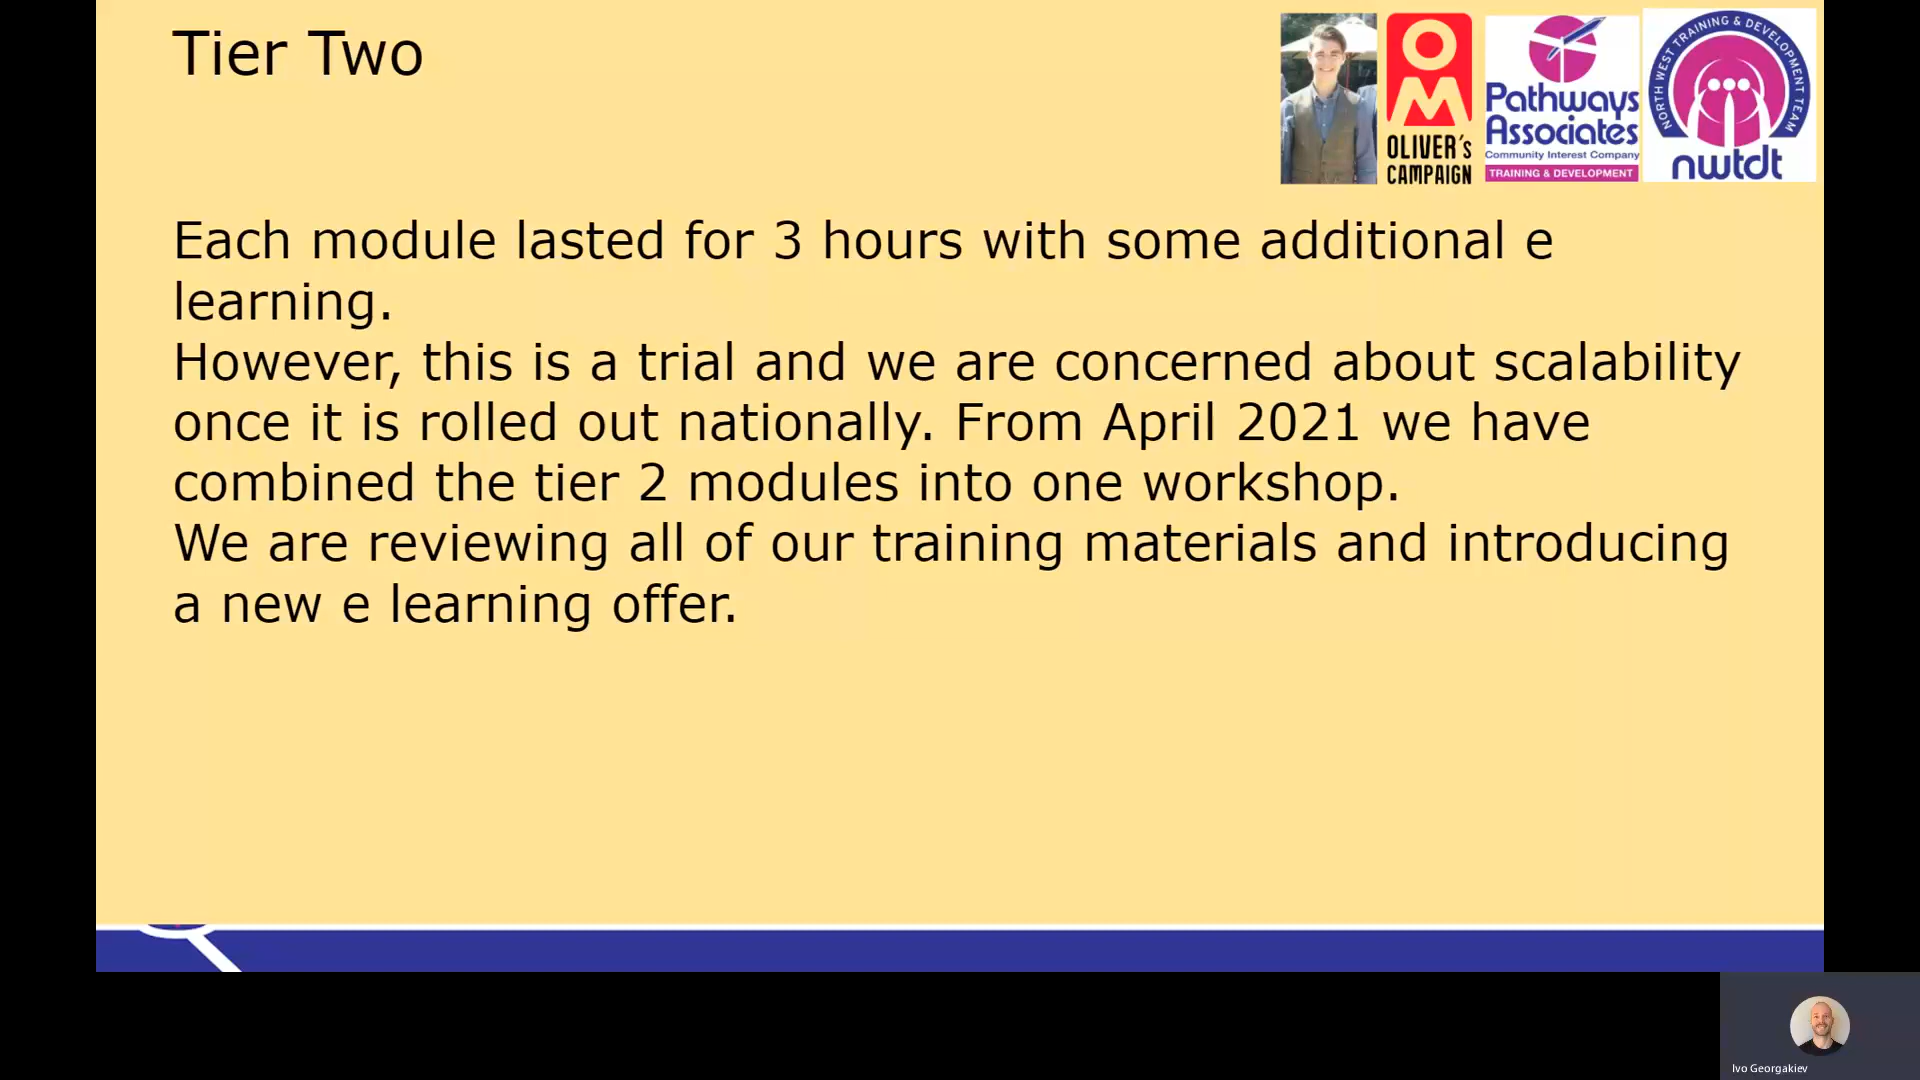 Tier Two
OLIVER's
CAMPAIGN
Pathways
Associates
Community Interest Company
TRAINING & DEVELOPMENT
NORTH WEST TRAINING & DEVELOPMENT TEAM
nwtdt
Each module lasted for 3 hours with some additional e
learning.
However, this is a trial and we are concerned about scalability
once it is rolled out nationally. From April 2021 we have
combined the tier 2 modules into one workshop.
We are reviewing all of our training materials and introducing
a new e learning offer.
Ivo Georgakiev